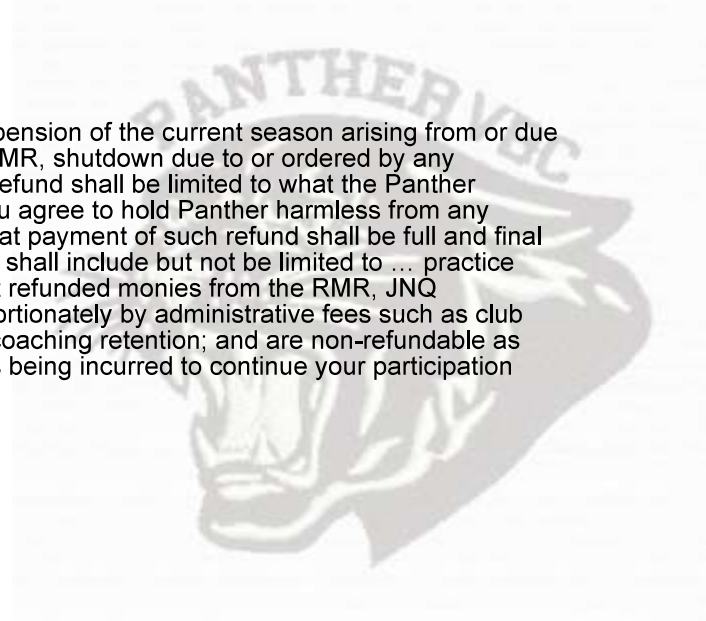 PANTHER VBC
pension of the current season arising from or due
MR, shutdown due to or ordered by any
efund shall be limited to what the Panther
u agree to hold Panther harmless from any
at payment of such refund shall be full and final
shall include but not be limited to … practice
t refunded monies from the RMR, JNQ
ortionately by administrative fees such as club
coaching retention; and are non-refundable as
s being incurred to continue your participation